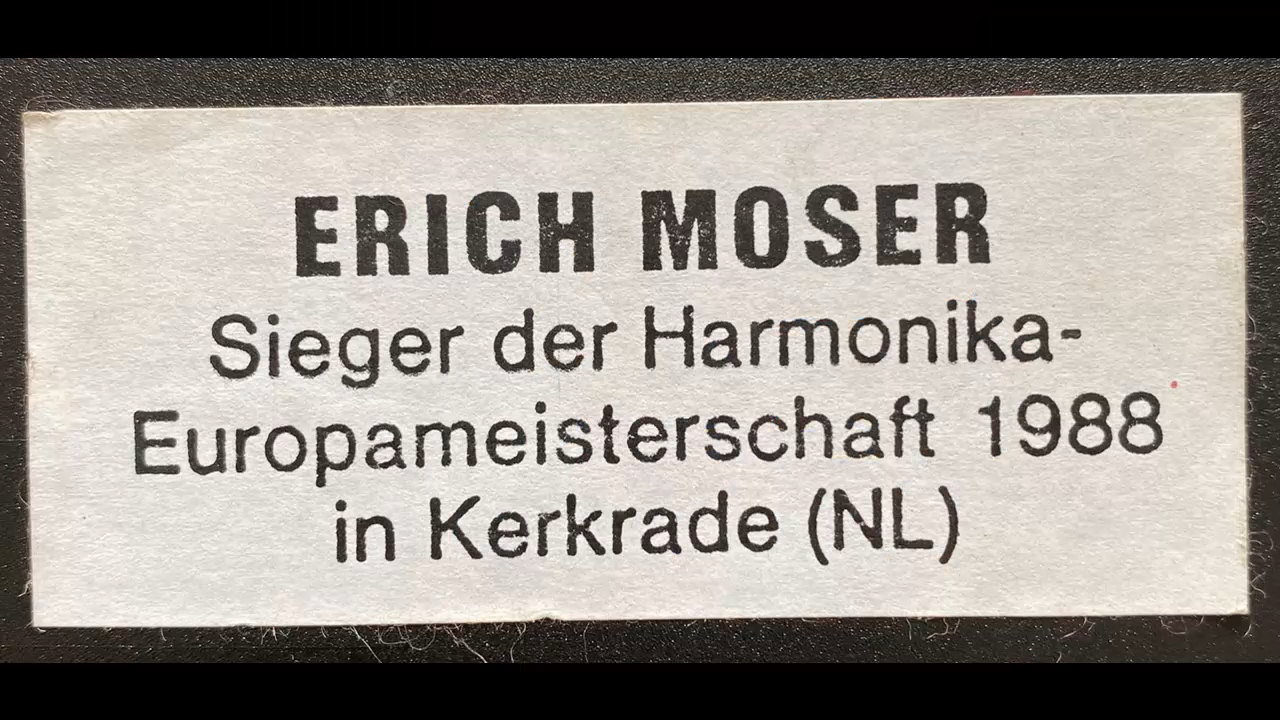 ERICH MOSER
Sieger der Harmonika-
Europameisterschaft 1988
in Kerkrade (NL)